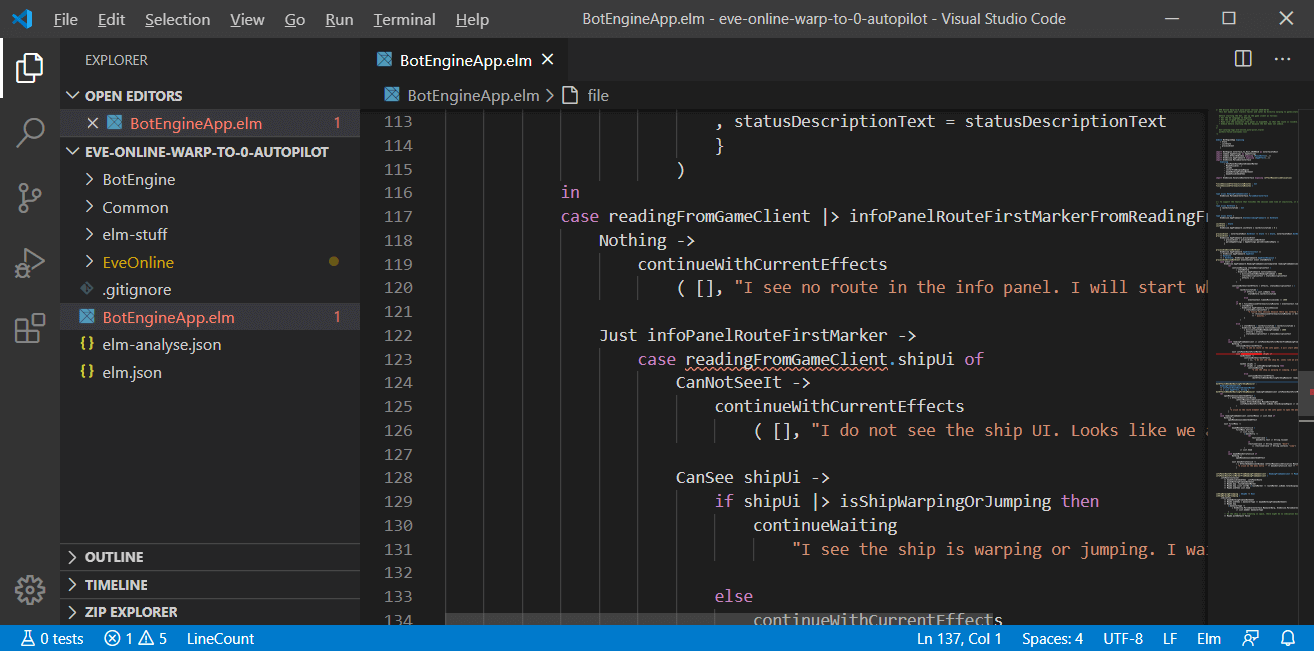 File Edit Selection View Go Run Terminal Help BotEngineApp.elm - eve-online-warp-to-0-autopilot - Visual Studio Code
EXPLORER
OPEN EDITORS
BotEngineApp.elm 1
EVE-ONLINE-WARP-TO-0-AUTOPILOT
BotEngine
Common
elm-stuff
EveOnline
.gitignore
BotEngineApp.elm 1
elm-analyse.json
elm.json
OUTLINE
TIMELINE
ZIP EXPLORER
BotEngineApp.elm
BotEngineApp.elm > file
113 , statusDescriptionText = statusDescriptionText
114 }
115 )
116 in
117 case readingFromGameClient |> infoPanelRouteFirstMarkerFromReadingF
118 Nothing ->
119 continueWithCurrentEffects
120 ( [], "I see no route in the info panel. I will start w
121
122 Just infoPanelRouteFirstMarker ->
123 case readingFromGameClient.shipUi of
124 CanNotSeeIt ->
125 continueWithCurrentEffects
126 ( [], "I do not see the ship UI. Looks like we
127
128 CanSee shipUi ->
129 if shipUi |> isShipWarpingOrJumping then
130 continueWaiting
131 "I see the ship is warping or jumping. I wa
132
133 else
134 continueWithCurrentEffects
0 tests 1 5 LineCount Ln 137, Col 1 Spaces: 4 UTF-8 LF Elm